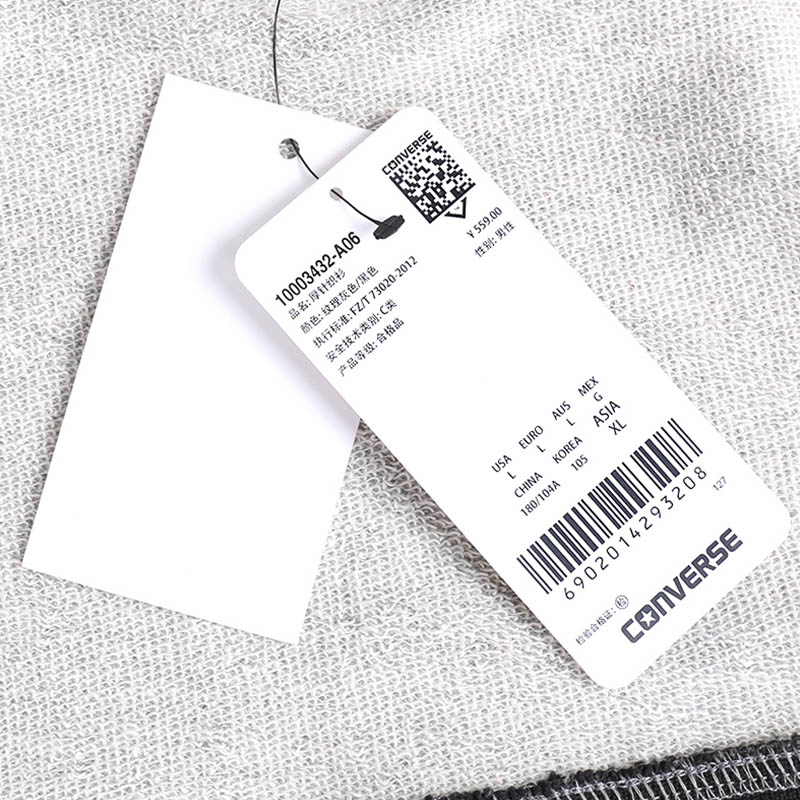 CONVERSE
¥ 559.00
10003432-A06
品名: 厚针织衫
性别: 男性
颜色: 纹理灰色/黑色
执行标准: FZ/T 73020-2012
安全技术类别: C类
产品等级: 合格品
USA EURO AUS MEX
L L L G
CHINA KOREA ASIA
180/104A 105 XL
6902014293208
127
检验合格证: 检
CONVERSE